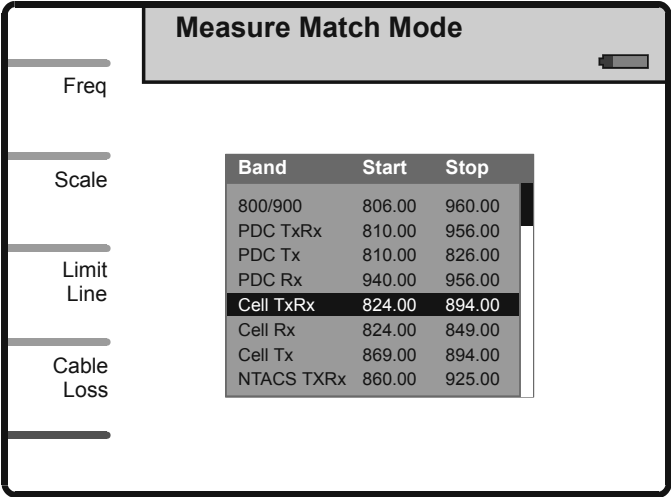 Measure Match Mode
Freq
Scale
Limit
Line
Cable
Loss
Band Start Stop
800/900 806.00 960.00
PDC TxRx 810.00 956.00
PDC Tx 810.00 826.00
PDC Rx 940.00 956.00
Cell TxRx 824.00 894.00
Cell Rx 824.00 849.00
Cell Tx 869.00 894.00
NTACS TXRx 860.00 925.00